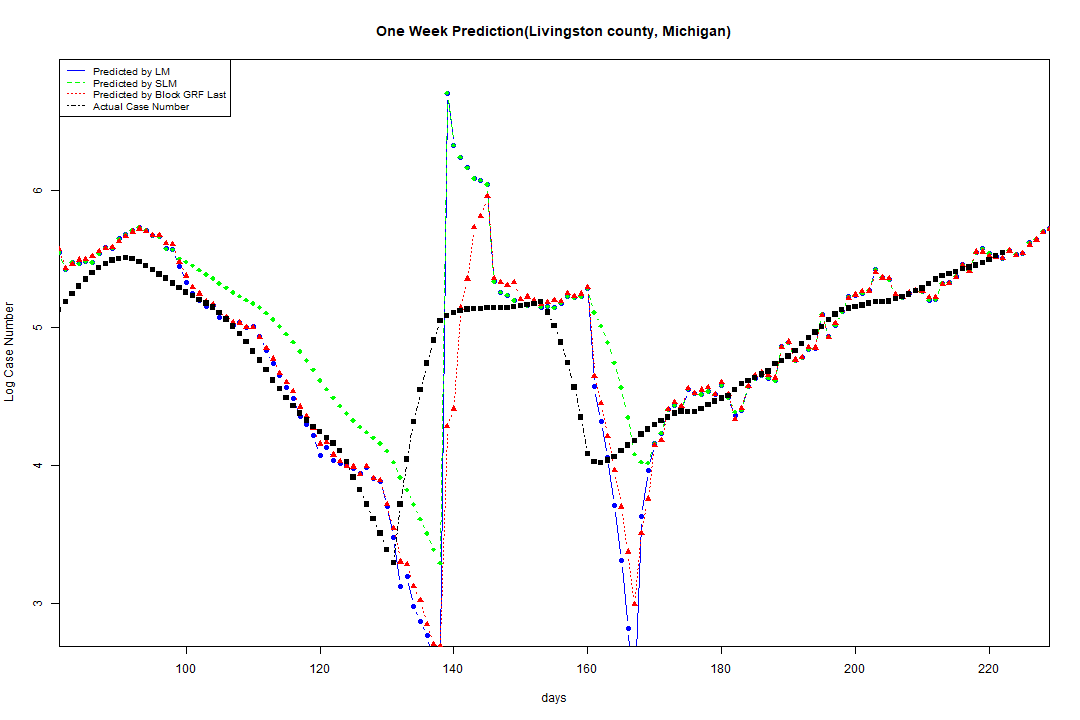 One Week Prediction(Livingston county, Michigan)
Predicted by LM
Predicted by SLM
Predicted by Block GRF Last
Actual Case Number
Log Case Number
6
5
4
3
100 120 140 160 180 200 220
days